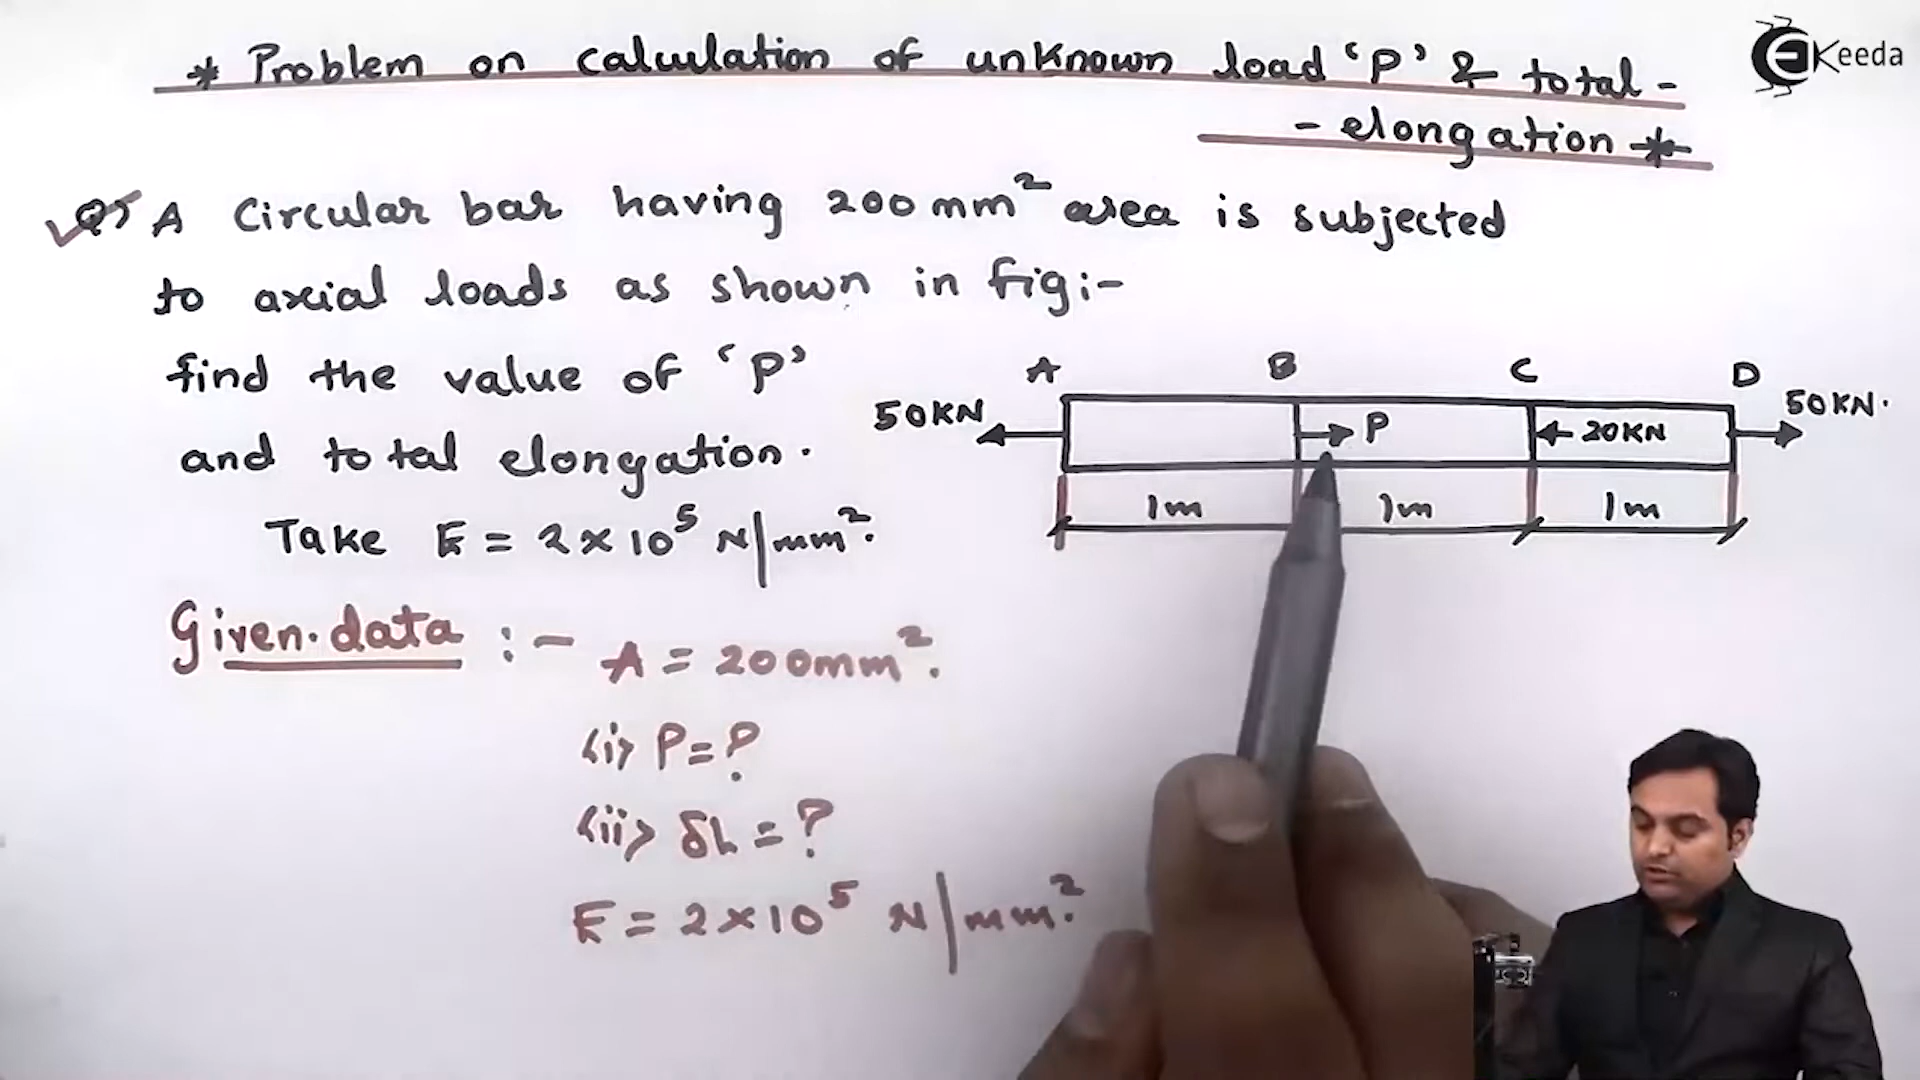 * Problem on calculation of unknown load 'P' & total -
- elongation *
Ekeeda
Q> A Circular bar having 200 mm² area is subjected
to axial loads as shown in fig:-
find the value of 'P'
and total elongation.
Take E = 2 × 10⁵ N/mm².
A B C D
50KN P 20KN 50KN.
1m 1m 1m
Given data :- A = 200mm².
<i> P = ?
<ii> δL = ?
E = 2×10⁵ N/mm².